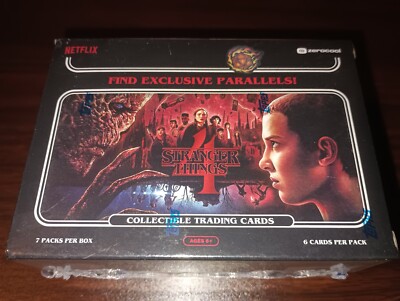 NETFLIX
zerocool
FIND EXCLUSIVE PARALLELS!
STRANGER
THINGS
4
COLLECTIBLE TRADING CARDS
7 PACKS PER BOX
AGES 8+
6 CARDS PER PACK